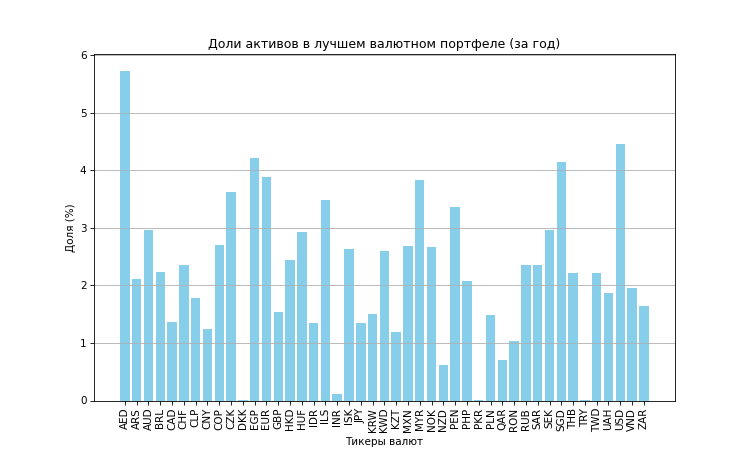 Доли активов в лучшем валютном портфеле (за год)
Доля (%)
6
5
4
3
2
1
0
AED ARS AUD BRL CAD CHF CLP CNY COP CZK DKK EGP EUR GBP HKD HUF IDR ILS INR ISK JPY KRW KWD KZT MXN MYR NOK NZD PEN PHP PKR PLN QAR RON RUB SAR SEK SGD THB TRY TWD UAH USD VND ZAR
Тикеры валют